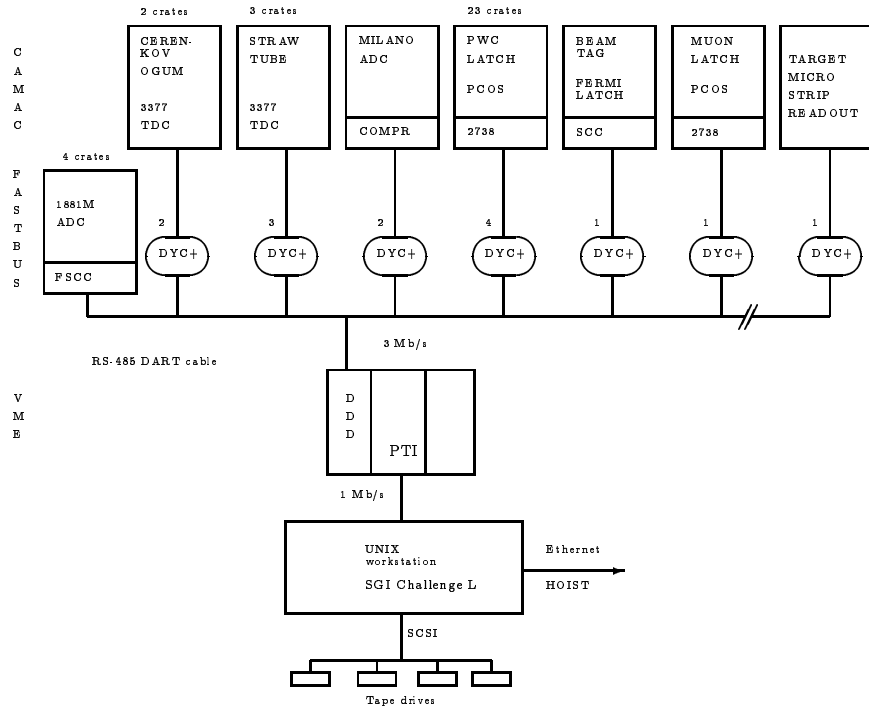 2 crates
3 crates
23 crates
C
A
M
A
C
CEREN-
KOV
OGUM
3377
TDC
STRAW
TUBE
3377
TDC
MILANO
ADC
COMPR
PWC
LATCH
PCOS
2738
BEAM
TAG
FERMI
LATCH
SCC
MUON
LATCH
PCOS
2738
TARGET
MICRO
STRIP
READOUT
4 crates
F
A
S
T
B
U
S
1881M
ADC
FSCC
2
DYC+
3
DYC+
2
DYC+
4
DYC+
1
DYC+
1
DYC+
1
DYC+
3 Mb/s
RS-485 DART cable
V
M
E
D
D
D
PTI
1 Mb/s
UNIX
workstation
SGI Challenge L
Ethernet
HOIST
SCSI
Tape drives